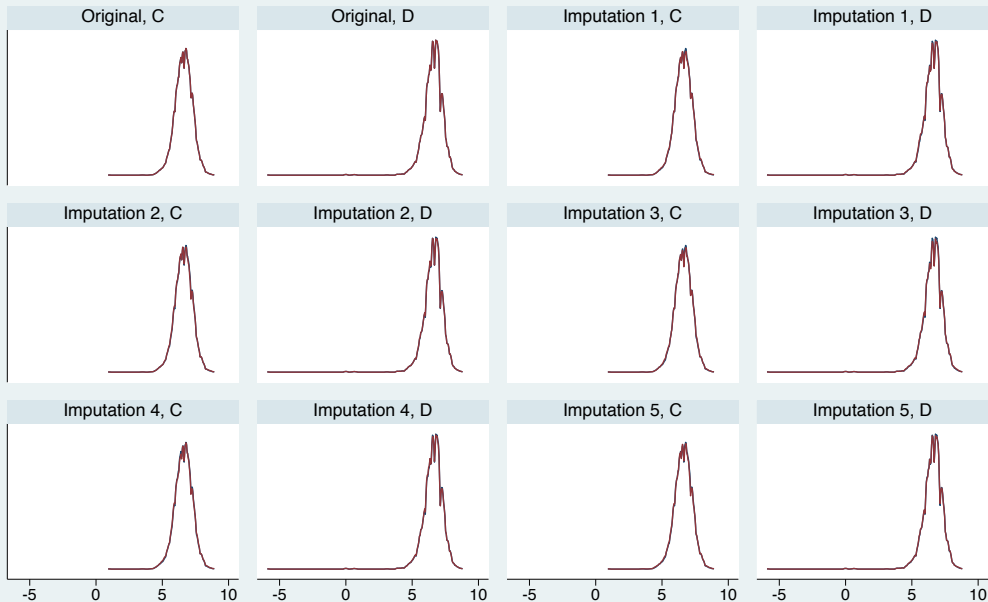 Original, C
Original, D
Imputation 1, C
Imputation 1, D
Imputation 2, C
Imputation 2, D
Imputation 3, C
Imputation 3, D
Imputation 4, C
Imputation 4, D
Imputation 5, C
Imputation 5, D
-5 0 5 10
-5 0 5 10
-5 0 5 10
-5 0 5 10